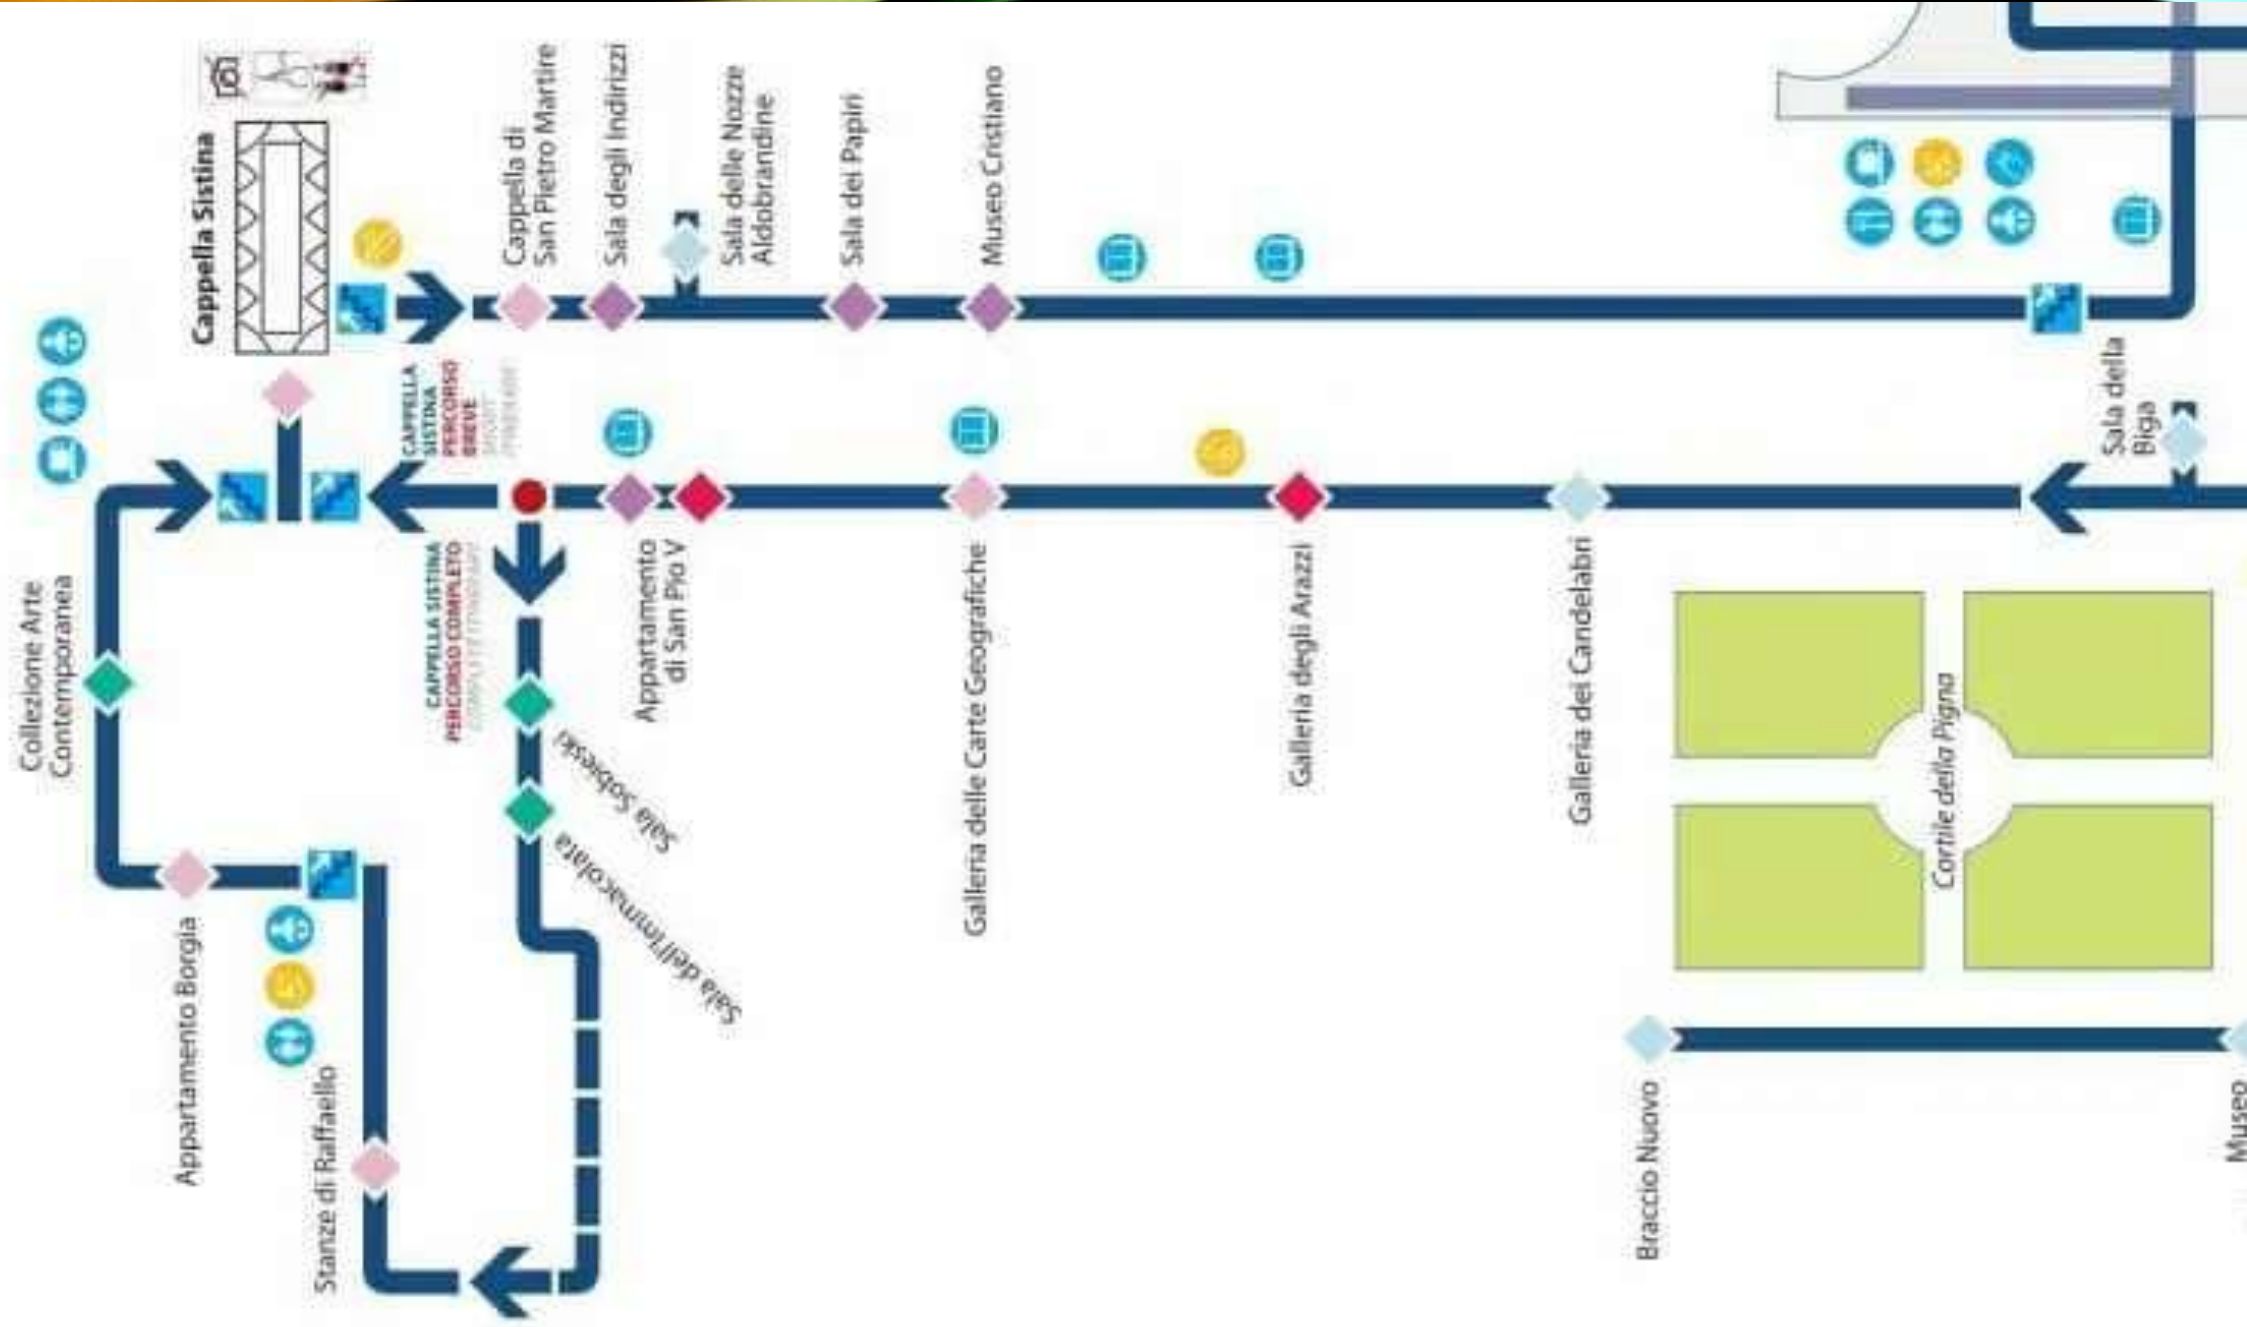 Cappella Sistina
Cappella di
San Pietro Martire
Sala degli Indirizzi
Sala delle Nozze
Aldobrandine
Sala dei Papiri
Museo Cristiano
CAPPELLA
SISTINA
PERCORSO
BREVE
Sala della
Biga
Collezione Arte
Contemporanea
CAPPELLA SISTINA
PERCORSO COMPLETO
Appartamento
di San Pio V
Galleria delle Carte Geografiche
Galleria degli Arazzi
Galleria dei Candelabri
Cortile della Pigna
Sala Sobieski
Sala dell'Immacolata
Appartamento Borgia
Stanze di Raffaello
Braccio Nuovo
Museo